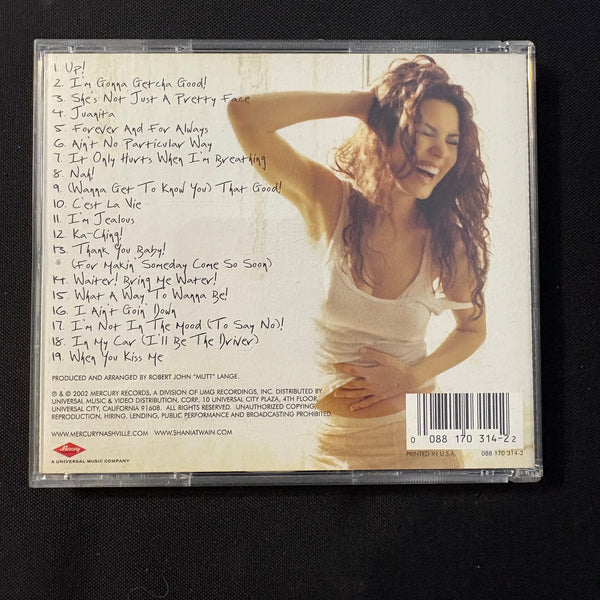 1. Up!
2. I'm Gonna Getcha Good!
3. She's Not Just A Pretty Face
4. Juanita
5. Forever And For Always
6. Ain't No Particular Way
7. It Only Hurts When I'm Breathing
8. Nah!
9. (Wanna Get To Know You) That Good!
10. C'est La Vie
11. I'm Jealous
12. Ka-Ching!
13. Thank You Baby!
(For Makin' Someday Come So Soon)
14. Waiter! Bring Me Water!
15. What A Way To Wanna Be!
16. I Ain't Goin' Down
17. I'm Not In The Mood (To Say No)!
18. In My Car (I'll Be The Driver)
19. When You Kiss Me
PRODUCED AND ARRANGED BY ROBERT JOHN "MUTT" LANGE.
℗ & © 2002 MERCURY RECORDS, A DIVISION OF UMG RECORDINGS, INC. DISTRIBUTED BY
UNIVERSAL MUSIC & VIDEO DISTRIBUTION, CORP., 10 UNIVERSAL CITY PLAZA, 4TH FLOOR,
UNIVERSAL CITY, CALIFORNIA 91608. ALL RIGHTS RESERVED. UNAUTHORIZED COPYING,
REPRODUCTION, HIRING, LENDING, PUBLIC PERFORMANCE AND BROADCASTING PROHIBITED.
WWW.MERCURYNASHVILLE.COM WWW.SHANIATWAIN.COM
Mercury
A UNIVERSAL MUSIC COMPANY
0 088 170 314-2 2
PRINTED IN U.S.A. 088 170 314-2